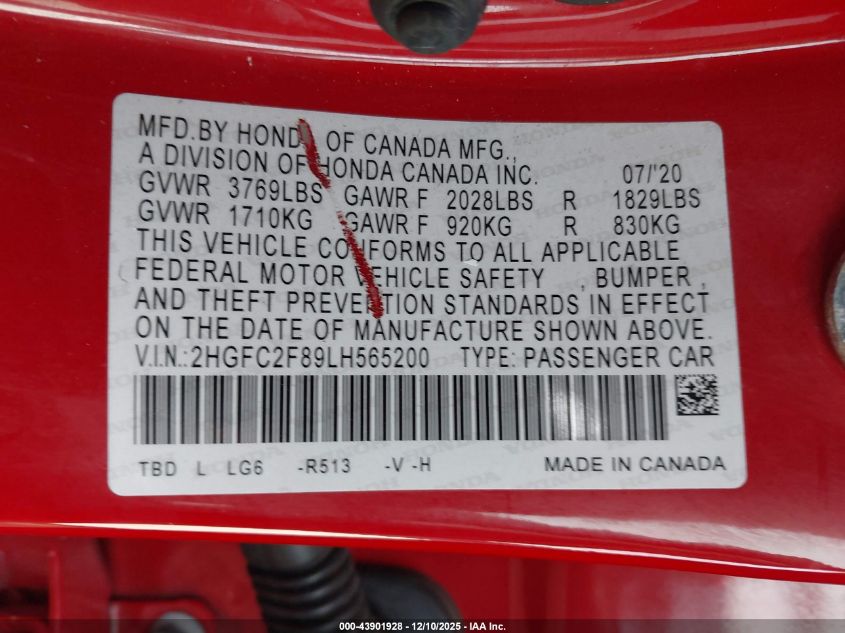 MFD.BY HONDA OF CANADA MFG.,
A DIVISION OF HONDA CANADA INC. 07/'20
GVWR 3769LBS GAWR F 2028LBS R 1829LBS
GVWR 1710KG GAWR F 920KG R 830KG
THIS VEHICLE CONFORMS TO ALL APPLICABLE
FEDERAL MOTOR VEHICLE SAFETY , BUMPER ,
AND THEFT PREVENTION STANDARDS IN EFFECT
ON THE DATE OF MANUFACTURE SHOWN ABOVE.
V.I.N.:2HGFC2F89LH565200 TYPE: PASSENGER CAR
TBD L LG6 -R513 -V -H MADE IN CANADA
000-43901928 - 12/10/2025 - IAA Inc.